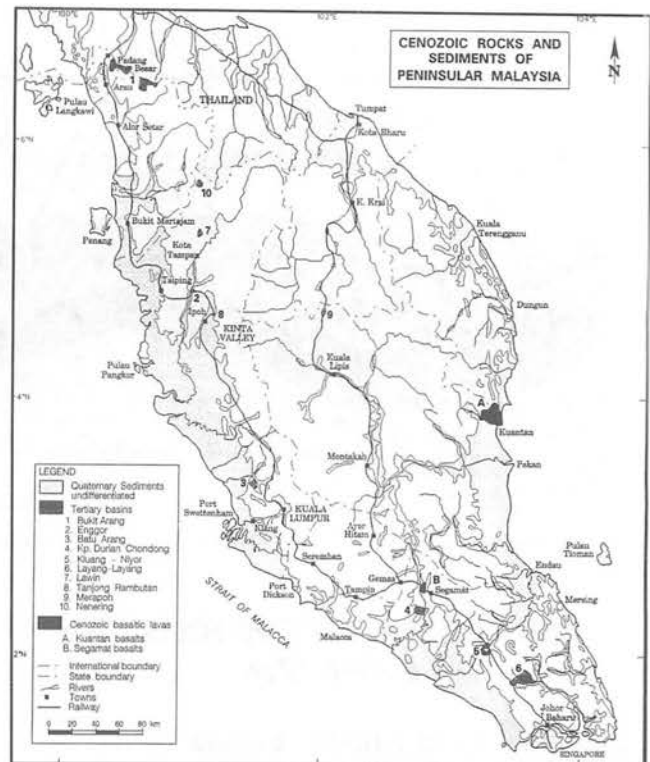 100°E
102°E
104°E
CENOZOIC ROCKS AND
SEDIMENTS OF
PENINSULAR MALAYSIA
N
Padang
Besar
1
Arau
THAILAND
Pulau
Langkawi
Alor Setar
Tumpat
Kota Bharu
6°N
10
K. Krai
Bukit Mertajam
7
Penang
Kota
Tampan
Kuala
Terengganu
Taiping
2
Ipoh
8
9
Dungun
KINTA
VALLEY
Pulau
Pangkor
Kuala
Lipis
4°N
A
Kuantan
Mentakab
Pekan
3
Port
Swettenham
KUALA
LUMPUR
Klang
Ayer
Hitam
Pulau
Tioman
Seremban
Endau
Port
Dickson
Gemas
B
Segamat
Tampin
Mersing
STRAIT OF MALACCA
4
Malacca
2°N
5
6
Johor
Baharu
SINGAPORE
LEGEND
Quaternary Sediments
undifferentiated
Tertiary basins
1 Bukit Arang
2 Enggor
3 Batu Arang
4 Kp. Durian Chondong
5 Kluang - Niyor
6 Layang-Layang
7 Lawin
8 Tanjong Rambutan
9 Merapoh
10 Nenering
Cenozoic basaltic lavas
A. Kuantan basalts
B. Segamat basalts
International boundary
State boundary
Rivers
Towns
Railway
0 20 40 60 80
km